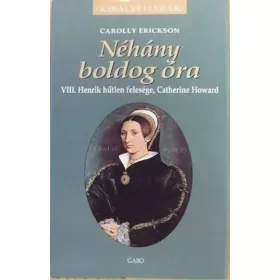 KIRÁLYI HÁZAK
CAROLLY ERICKSON
Néhány
boldog óra
VIII. Henrik hűtlen felesége, Catherine Howard
GABO